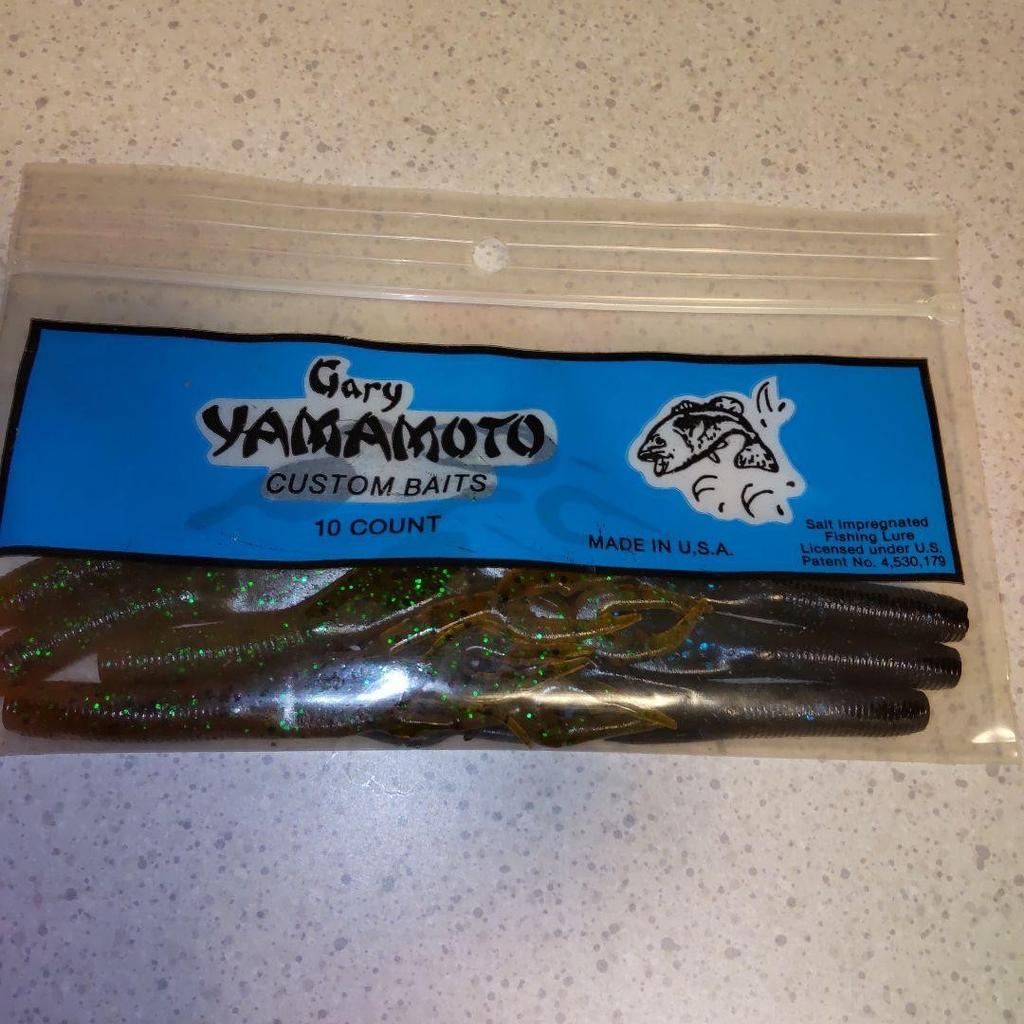 Gary
YAMAMOTO
CUSTOM BAITS
10 COUNT
MADE IN U.S.A.
Salt Impregnated
Fishing Lure
Licensed under U.S.
Patent No. 4,530,179